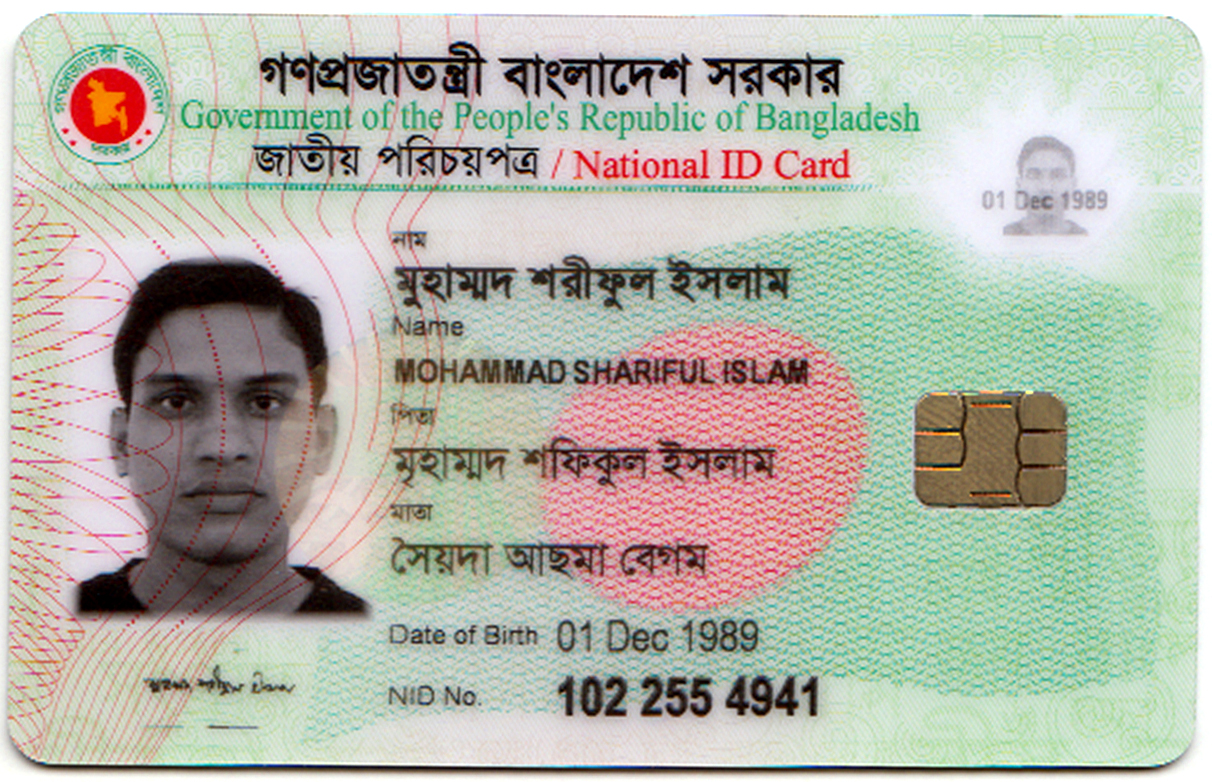 গণপ্রজাতন্ত্রী বাংলাদেশ সরকার
Government of the People's Republic of Bangladesh
জাতীয় পরিচয়পত্র / National ID Card
01 Dec 1989
নাম
মুহাম্মদ শরীফুল ইসলাম
Name
MOHAMMAD SHARIFUL ISLAM
পিতা
মৃহাম্মদ শফিকুল ইসলাম
মাতা
সৈয়দা আছমা বেগম
Date of Birth 01 Dec 1989
NID No. 102 255 4941